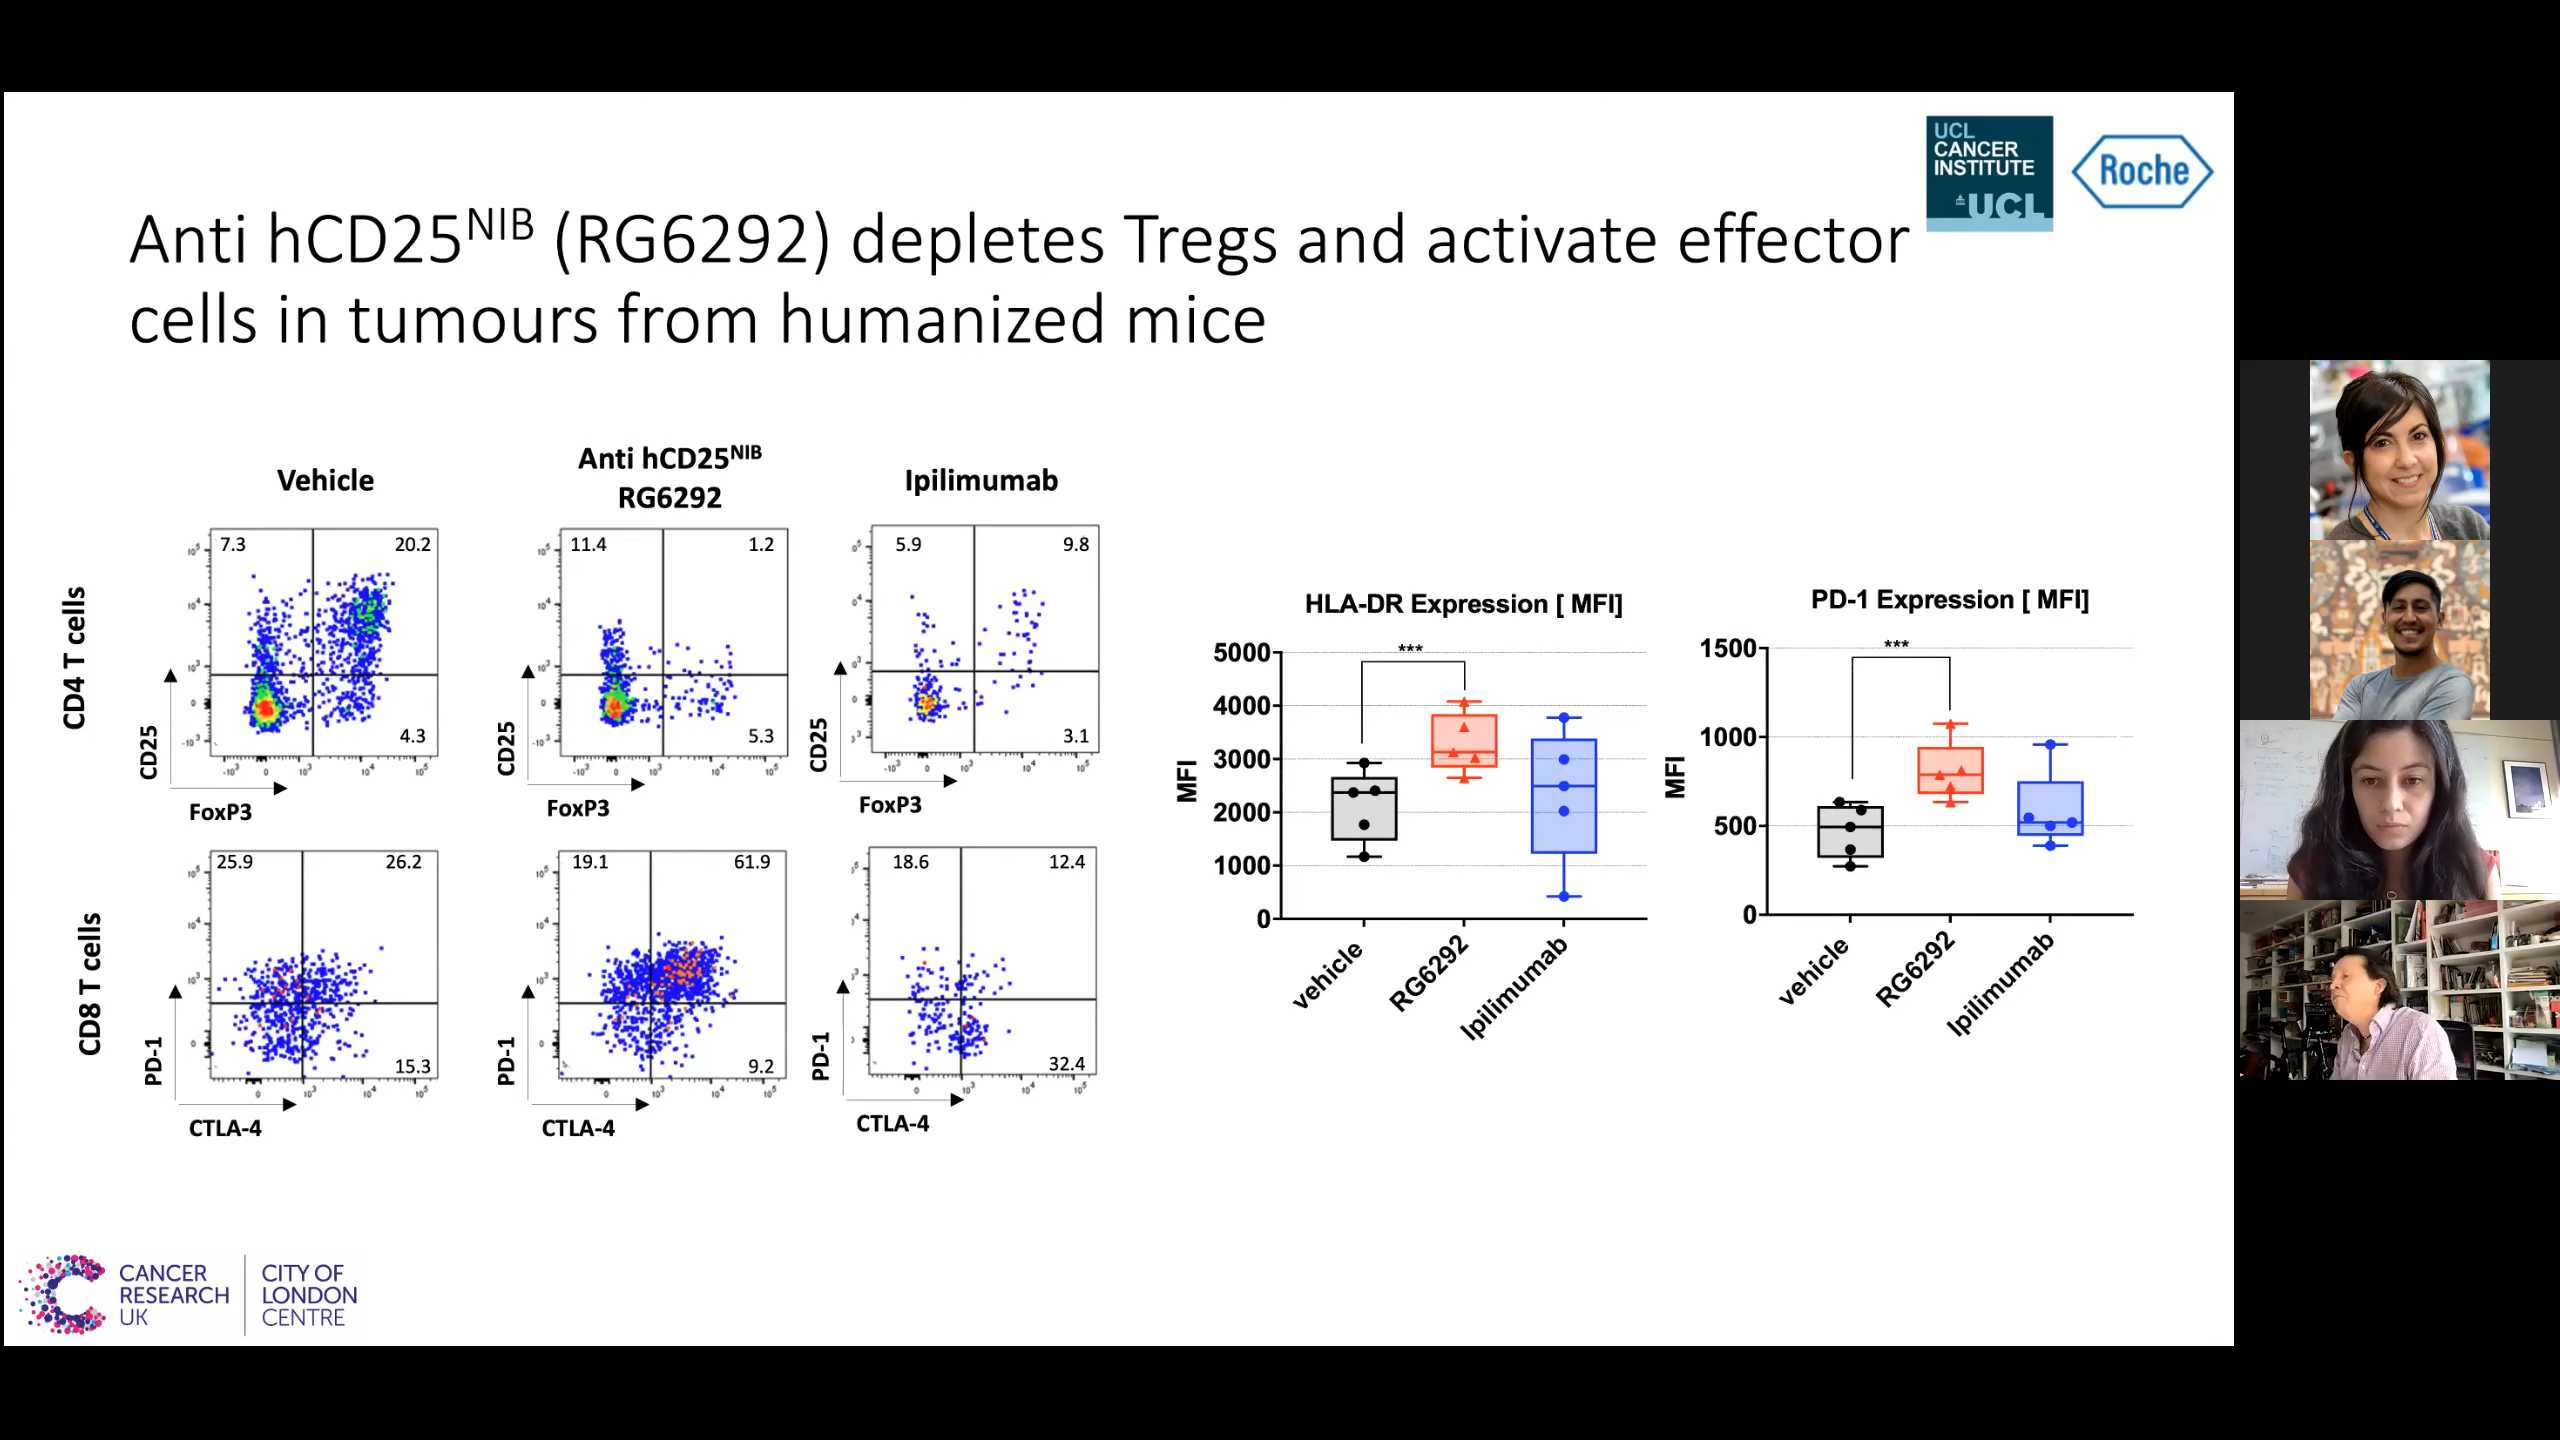 UCL
CANCER
INSTITUTE
UCL
Roche
Anti hCD25NIB (RG6292) depletes Tregs and activate effector
cells in tumours from humanized mice
Vehicle
Anti hCD25NIB
RG6292
Ipilimumab
CD4 T cells
7.3 20.2
4.3
CD25
FoxP3
11.4 1.2
5.3
CD25
FoxP3
5.9 9.8
3.1
CD25
FoxP3
CD8 T cells
25.9 26.2
15.3
PD-1
CTLA-4
19.1 61.9
9.2
PD-1
CTLA-4
18.6 12.4
32.4
PD-1
CTLA-4
HLA-DR Expression [ MFI]
***
MFI
5000
4000
3000
2000
1000
0
vehicle
RG6292
Ipilimumab
PD-1 Expression [ MFI]
***
MFI
1500
1000
500
0
vehicle
RG6292
Ipilimumab
CANCER
RESEARCH
UK
CITY OF
LONDON
CENTRE